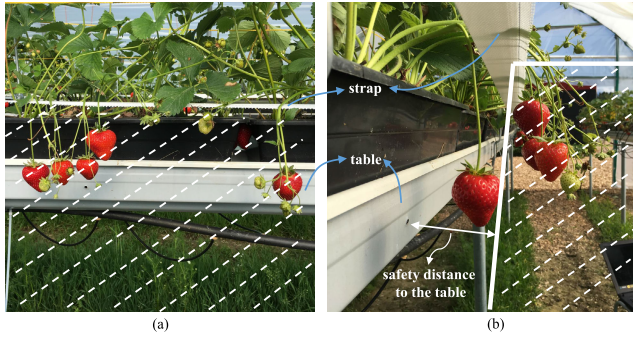 strap
table
safety distance
to the table
(a)
(b)